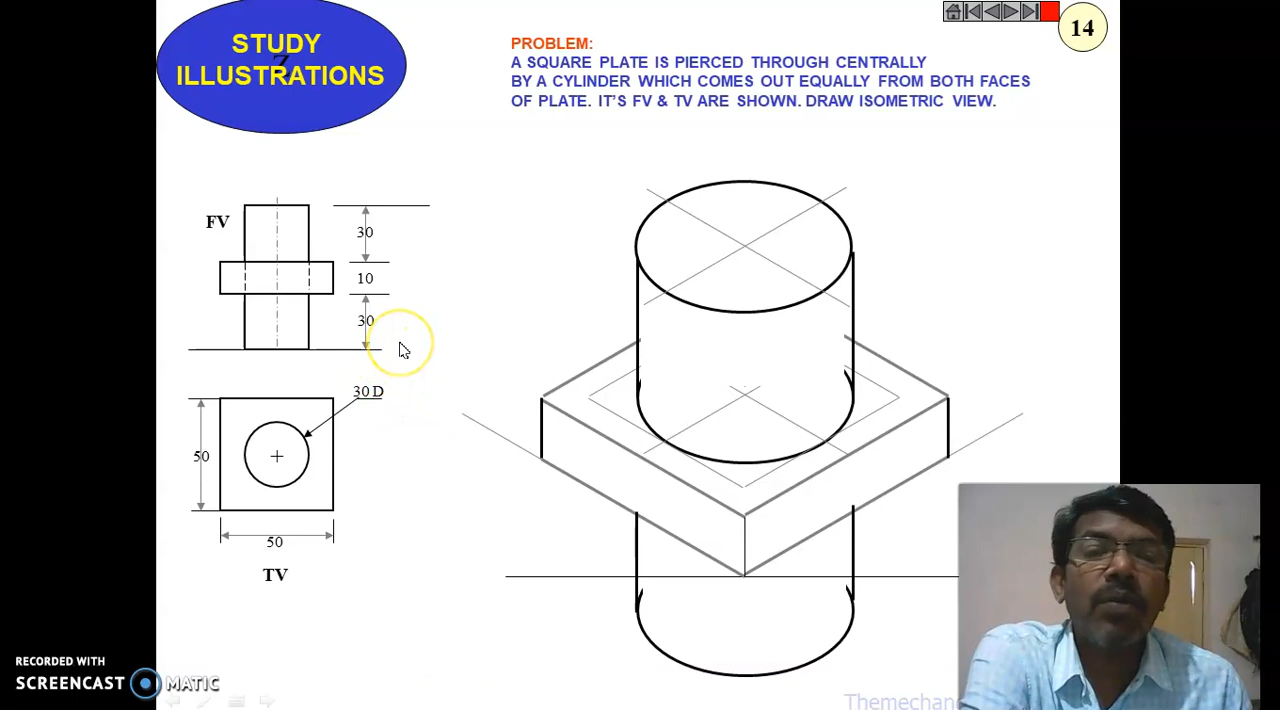 STUDY
Z
ILLUSTRATIONS
14
PROBLEM:
A SQUARE PLATE IS PIERCED THROUGH CENTRALLY
BY A CYLINDER WHICH COMES OUT EQUALLY FROM BOTH FACES
OF PLATE. IT’S FV & TV ARE SHOWN. DRAW ISOMETRIC VIEW.
FV
30
10
30
30 D
50
50
TV
RECORDED WITH
SCREENCAST MATIC
Themechan